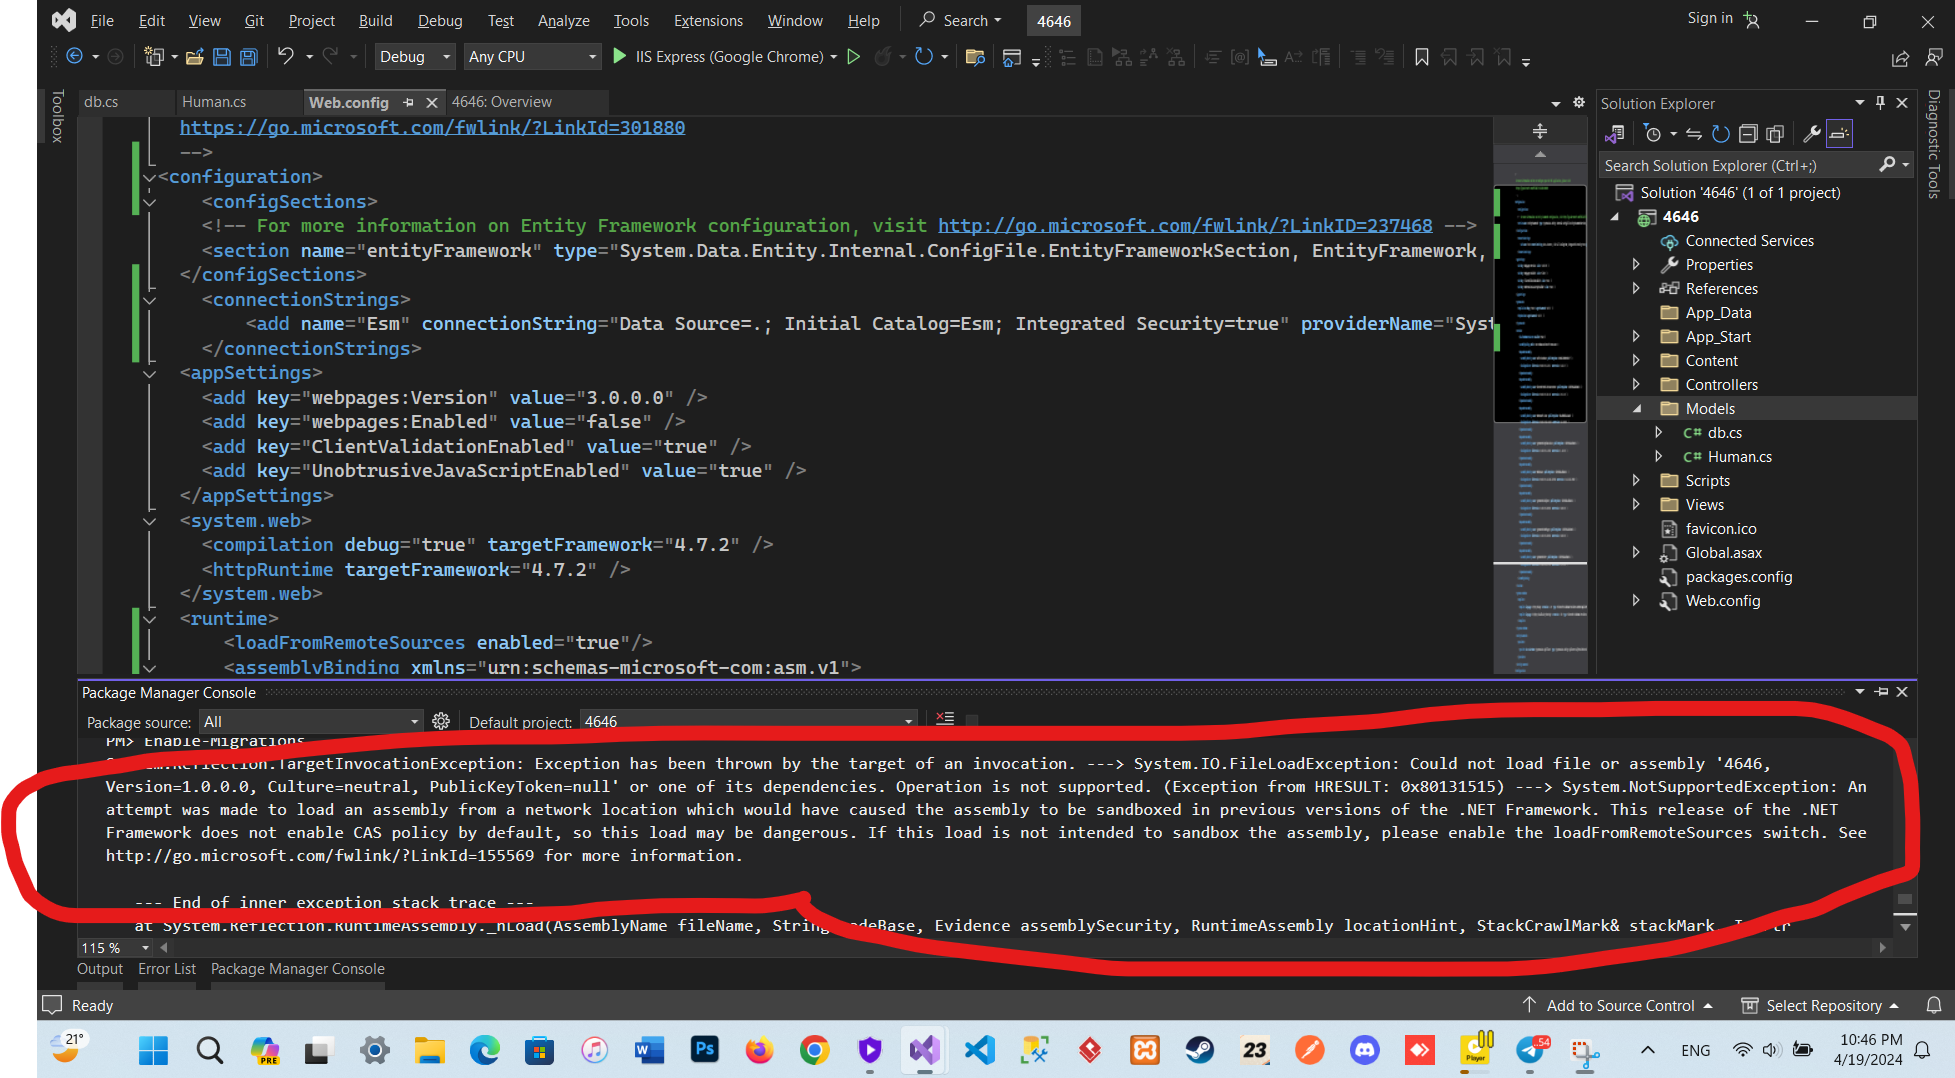 File Edit View Git Project Build Debug Test Analyze Tools Extensions Window Help Search 4646 Sign in
Debug Any CPU IIS Express (Google Chrome)
Toolbox
db.cs Human.cs Web.config 4646: Overview
https://go.microsoft.com/fwlink/?LinkId=301880
-->
<configuration>
<configSections>
<!-- For more information on Entity Framework configuration, visit http://go.microsoft.com/fwlink/?LinkID=237468 -->
<section name="entityFramework" type="System.Data.Entity.Internal.ConfigFile.EntityFrameworkSection, EntityFramework,
</configSections>
<connectionStrings>
<add name="Esm" connectionString="Data Source=.; Initial Catalog=Esm; Integrated Security=true" providerName="Syst
</connectionStrings>
<appSettings>
<add key="webpages:Version" value="3.0.0.0" />
<add key="webpages:Enabled" value="false" />
<add key="ClientValidationEnabled" value="true" />
<add key="UnobtrusiveJavaScriptEnabled" value="true" />
</appSettings>
<system.web>
<compilation debug="true" targetFramework="4.7.2" />
<httpRuntime targetFramework="4.7.2" />
</system.web>
<runtime>
<loadFromRemoteSources enabled="true"/>
<assemblyBinding xmlns="urn:schemas-microsoft-com:asm.v1">
Solution Explorer
Search Solution Explorer (Ctrl+;)
Solution '4646' (1 of 1 project)
4646
Connected Services
Properties
References
App_Data
App_Start
Content
Controllers
Models
C# db.cs
C# Human.cs
Scripts
Views
favicon.ico
Global.asax
packages.config
Web.config
Diagnostic Tools
Package Manager Console
Package source: All Default project: 4646
PM> Enable-Migrations
System.Reflection.TargetInvocationException: Exception has been thrown by the target of an invocation. ---> System.IO.FileLoadException: Could not load file or assembly '4646,
Version=1.0.0.0, Culture=neutral, PublicKeyToken=null' or one of its dependencies. Operation is not supported. (Exception from HRESULT: 0x80131515) ---> System.NotSupportedException: An
attempt was made to load an assembly from a network location which would have caused the assembly to be sandboxed in previous versions of the .NET Framework. This release of the .NET
Framework does not enable CAS policy by default, so this load may be dangerous. If this load is not intended to sandbox the assembly, please enable the loadFromRemoteSources switch. See
http://go.microsoft.com/fwlink/?LinkId=155569 for more information.
--- End of inner exception stack trace ---
at System.Reflection.RuntimeAssembly._nLoad(AssemblyName fileName, String codeBase, Evidence assemblySecurity, RuntimeAssembly locationHint, StackCrawlMark& stackMark,
115 %
Output Error List Package Manager Console
Ready Add to Source Control Select Repository
21° PRE W Ps 23 Player .54 ENG 10:46 PM
4/19/2024